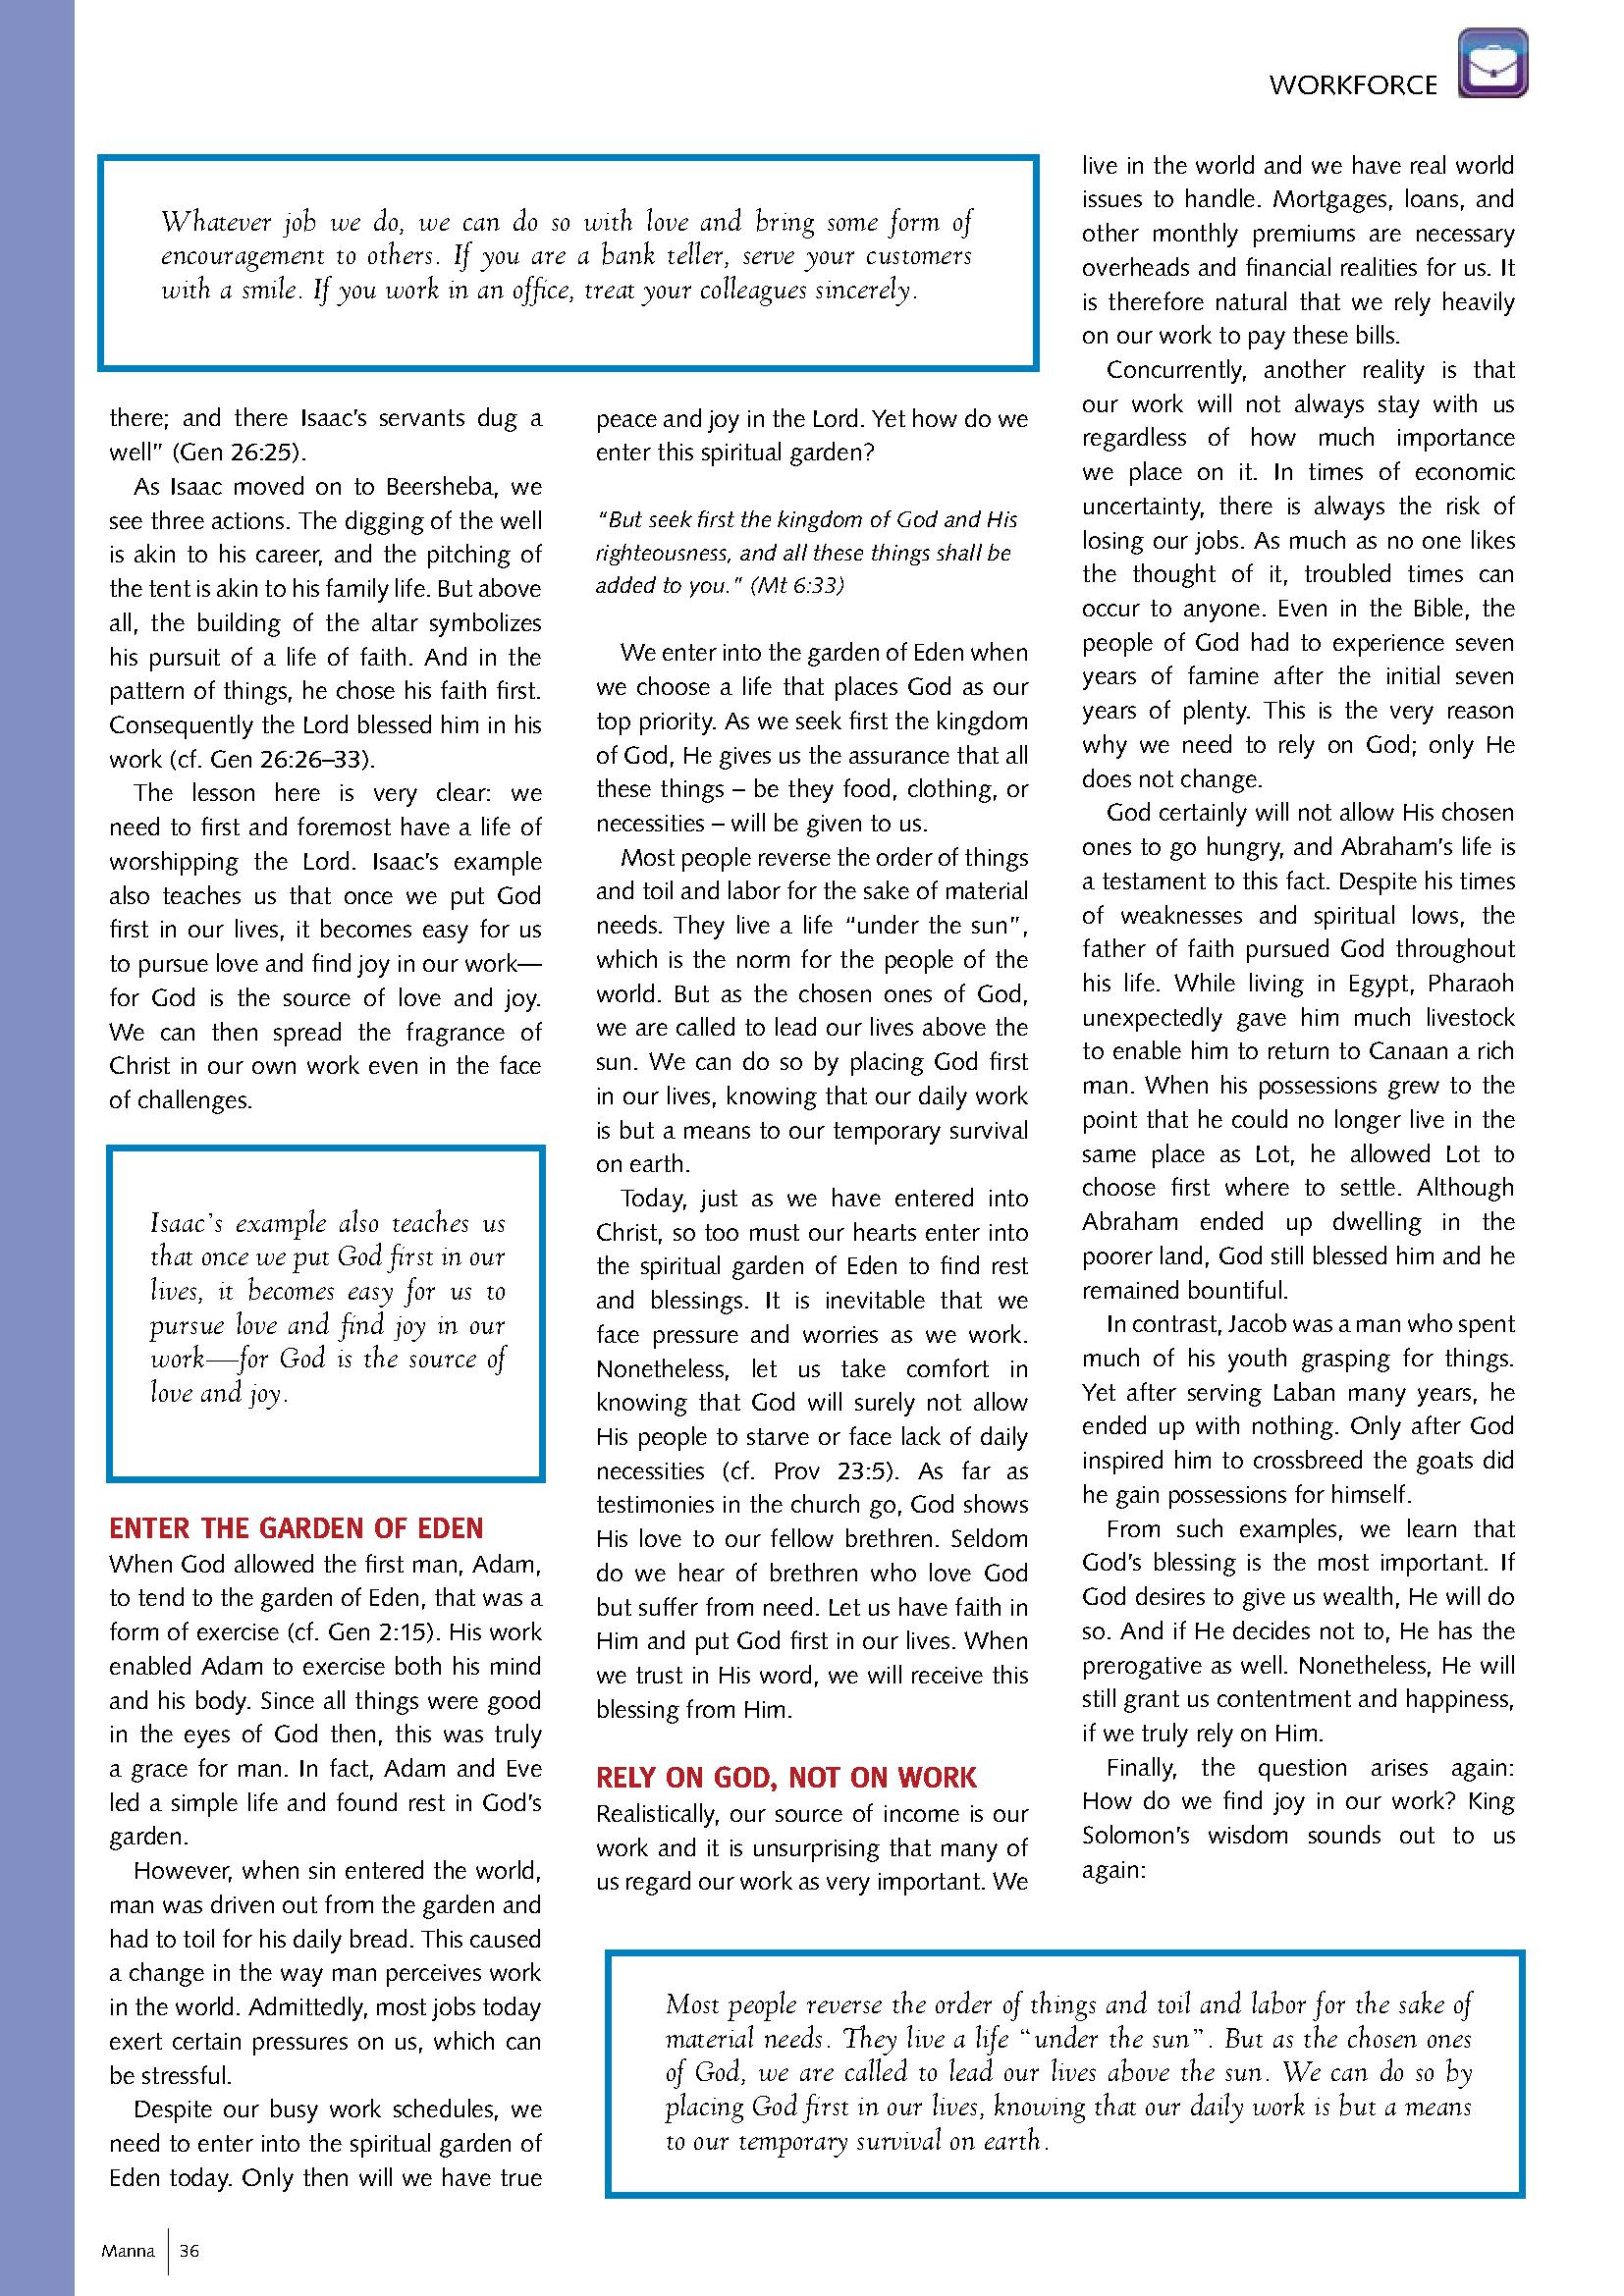 WORKFORCE
Whatever job we do, we can do so with love and bring some form of
encouragement to others. If you are a bank teller, serve your customers
with a smile. If you work in an office, treat your colleagues sincerely.
there; and there Isaac's servants dug a
well" (Gen 26:25).
As Isaac moved on to Beersheba, we
see three actions. The digging of the well
is akin to his career, and the pitching of
the tent is akin to his family life. But above
all, the building of the altar symbolizes
his pursuit of a life of faith. And in the
pattern of things, he chose his faith first.
Consequently the Lord blessed him in his
work (cf. Gen 26:26–33).
The lesson here is very clear: we
need to first and foremost have a life of
worshipping the Lord. Isaac's example
also teaches us that once we put God
first in our lives, it becomes easy for us
to pursue love and find joy in our work—
for God is the source of love and joy.
We can then spread the fragrance of
Christ in our own work even in the face
of challenges.
Isaac's example also teaches us
that once we put God first in our
lives, it becomes easy for us to
pursue love and find joy in our
work—for God is the source of
love and joy.
ENTER THE GARDEN OF EDEN
When God allowed the first man, Adam,
to tend to the garden of Eden, that was a
form of exercise (cf. Gen 2:15). His work
enabled Adam to exercise both his mind
and his body. Since all things were good
in the eyes of God then, this was truly
a grace for man. In fact, Adam and Eve
led a simple life and found rest in God's
garden.
However, when sin entered the world,
man was driven out from the garden and
had to toil for his daily bread. This caused
a change in the way man perceives work
in the world. Admittedly, most jobs today
exert certain pressures on us, which can
be stressful.
Despite our busy work schedules, we
need to enter into the spiritual garden of
Eden today. Only then will we have true
peace and joy in the Lord. Yet how do we
enter this spiritual garden?
"But seek first the kingdom of God and His
righteousness, and all these things shall be
added to you." (Mt 6:33)
We enter into the garden of Eden when
we choose a life that places God as our
top priority. As we seek first the kingdom
of God, He gives us the assurance that all
these things – be they food, clothing, or
necessities – will be given to us.
Most people reverse the order of things
and toil and labor for the sake of material
needs. They live a life "under the sun",
which is the norm for the people of the
world. But as the chosen ones of God,
we are called to lead our lives above the
sun. We can do so by placing God first
in our lives, knowing that our daily work
is but a means to our temporary survival
on earth.
Today, just as we have entered into
Christ, so too must our hearts enter into
the spiritual garden of Eden to find rest
and blessings. It is inevitable that we
face pressure and worries as we work.
Nonetheless, let us take comfort in
knowing that God will surely not allow
His people to starve or face lack of daily
necessities (cf. Prov 23:5). As far as
testimonies in the church go, God shows
His love to our fellow brethren. Seldom
do we hear of brethren who love God
but suffer from need. Let us have faith in
Him and put God first in our lives. When
we trust in His word, we will receive this
blessing from Him.
RELY ON GOD, NOT ON WORK
Realistically, our source of income is our
work and it is unsurprising that many of
us regard our work as very important. We
live in the world and we have real world
issues to handle. Mortgages, loans, and
other monthly premiums are necessary
overheads and financial realities for us. It
is therefore natural that we rely heavily
on our work to pay these bills.
Concurrently, another reality is that
our work will not always stay with us
regardless of how much importance
we place on it. In times of economic
uncertainty, there is always the risk of
losing our jobs. As much as no one likes
the thought of it, troubled times can
occur to anyone. Even in the Bible, the
people of God had to experience seven
years of famine after the initial seven
years of plenty. This is the very reason
why we need to rely on God; only He
does not change.
God certainly will not allow His chosen
ones to go hungry, and Abraham's life is
a testament to this fact. Despite his times
of weaknesses and spiritual lows, the
father of faith pursued God throughout
his life. While living in Egypt, Pharaoh
unexpectedly gave him much livestock
to enable him to return to Canaan a rich
man. When his possessions grew to the
point that he could no longer live in the
same place as Lot, he allowed Lot to
choose first where to settle. Although
Abraham ended up dwelling in the
poorer land, God still blessed him and he
remained bountiful.
In contrast, Jacob was a man who spent
much of his youth grasping for things.
Yet after serving Laban many years, he
ended up with nothing. Only after God
inspired him to crossbreed the goats did
he gain possessions for himself.
From such examples, we learn that
God's blessing is the most important. If
God desires to give us wealth, He will do
so. And if He decides not to, He has the
prerogative as well. Nonetheless, He will
still grant us contentment and happiness,
if we truly rely on Him.
Finally, the question arises again:
How do we find joy in our work? King
Solomon's wisdom sounds out to us
again:
Most people reverse the order of things and toil and labor for the sake of
material needs. They live a life "under the sun". But as the chosen ones
of God, we are called to lead our lives above the sun. We can do so by
placing God first in our lives, knowing that our daily work is but a means
to our temporary survival on earth.
Manna 36